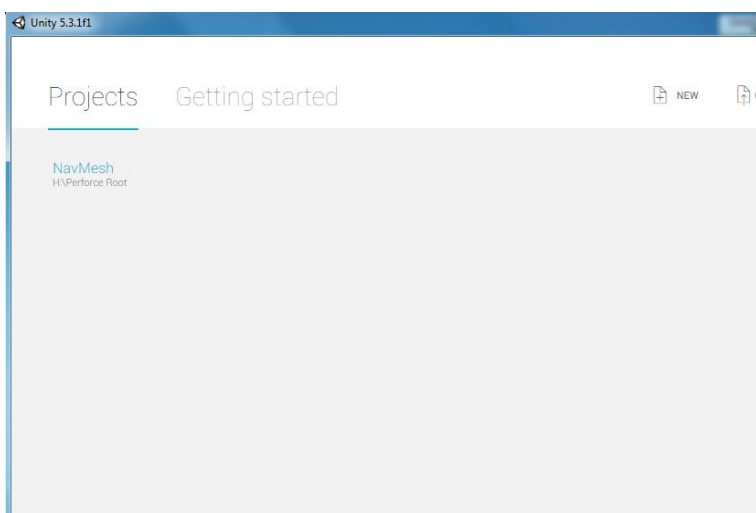 Unity 5.3.1f1
Projects Getting started NEW
NavMesh
H:\Perforce Root